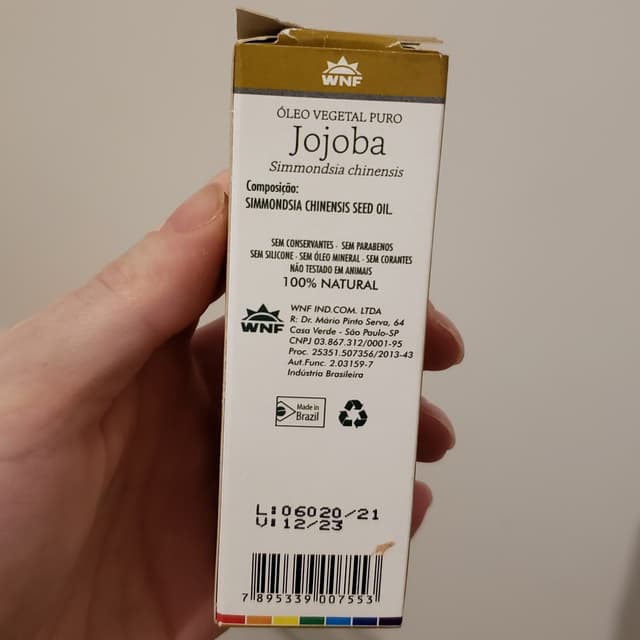 WNF
ÓLEO VEGETAL PURO
Jojoba
Simmondsia chinensis
Composição:
SIMMONDSIA CHINENSIS SEED OIL.
SEM CONSERVANTES - SEM PARABENOS
SEM SILICONE - SEM ÓLEO MINERAL - SEM CORANTES
NÃO TESTADO EM ANIMAIS
100% NATURAL
WNF
WNF IND.COM. LTDA
R: Dr. Mário Pinto Serva, 64
Casa Verde - São Paulo-SP
CNPJ 03.867.312/0001-95
Proc. 25351.507356/2013-43
Aut.Func. 2.03159-7
Indústria Brasileira
Made in
Brazil
L:06020/21
V:12/23
7 895339 007553